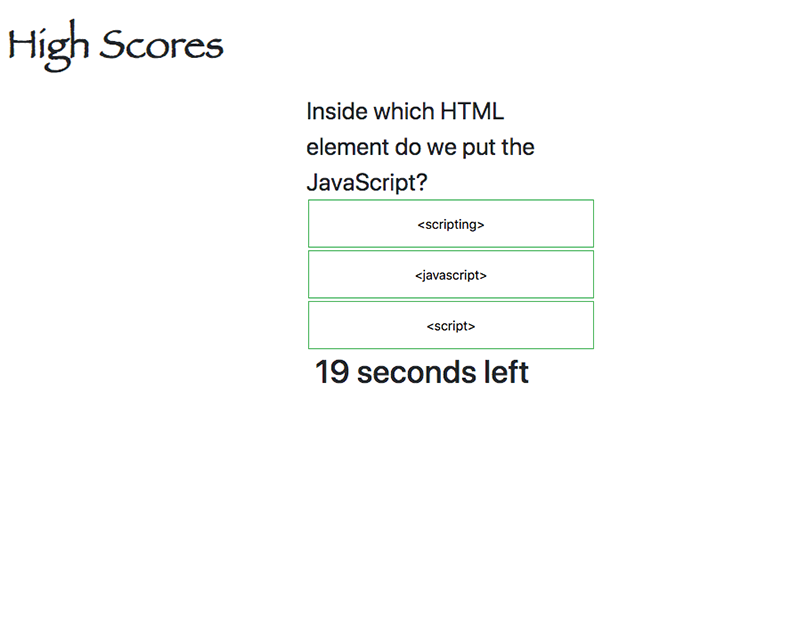 High Scores
Inside which HTML
element do we put the
JavaScript?
<scripting>
<javascript>
<script>
19 seconds left